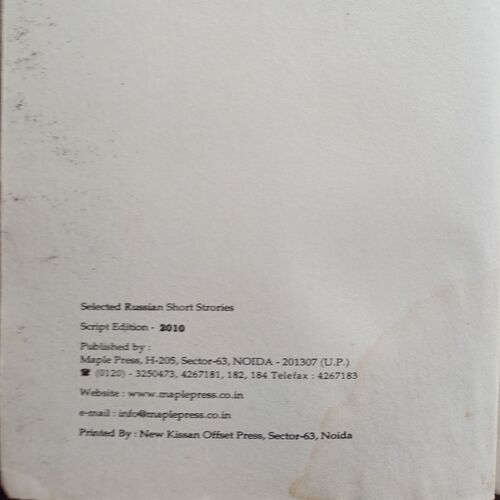 Selected Russian Short Strories
Script Edition - 2010
Published by :
Maple Press, H-205, Sector-63, NOIDA - 201307 (U.P.)
☎ (0120) - 3250473, 4267181, 182, 184 Telefax : 4267183
Website : www.maplepress.co.in
e-mail : info@maplepress.co.in
Printed By : New Kissan Offset Press, Sector-63, Noida